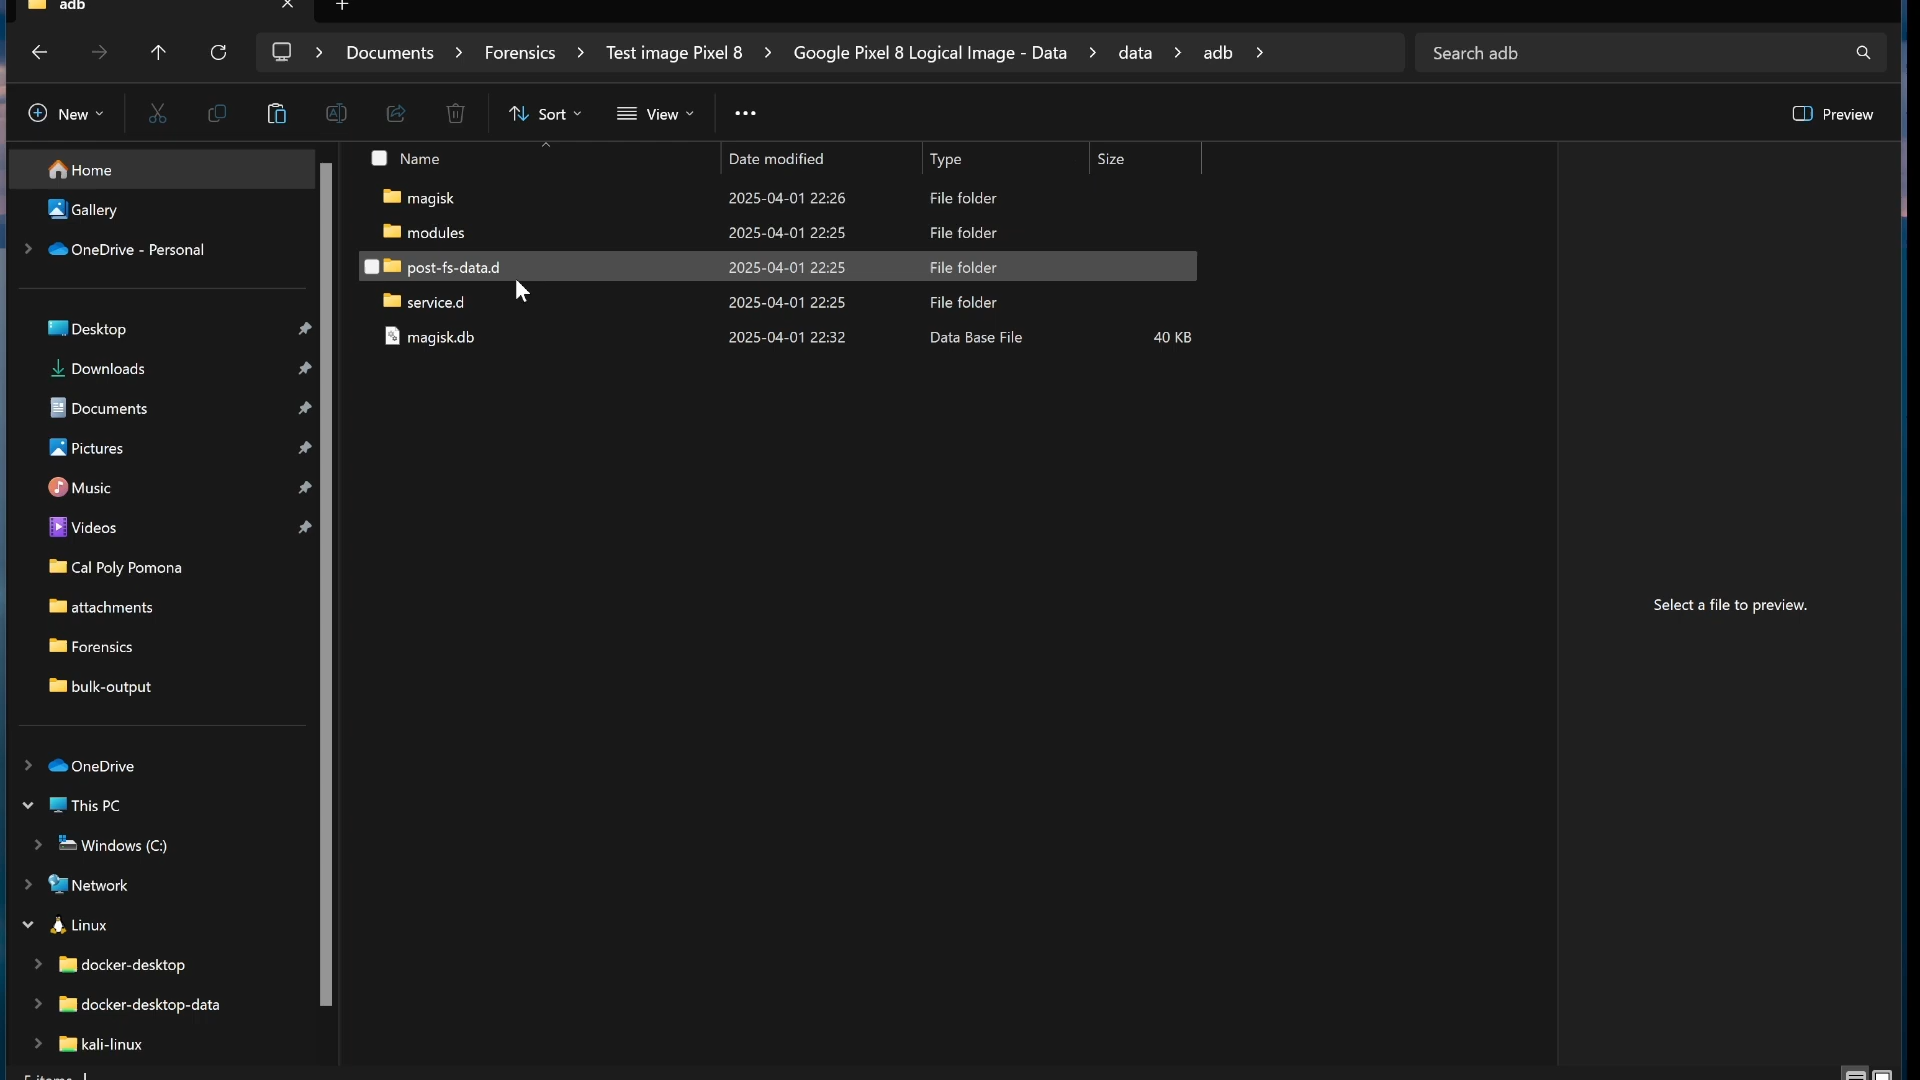 adb
Documents > Forensics > Test image Pixel 8 > Google Pixel 8 Logical Image - Data > data > adb >
Search adb
New
Sort
View
Preview
Home
Gallery
OneDrive - Personal
Desktop
Downloads
Documents
Pictures
Music
Videos
Cal Poly Pomona
attachments
Forensics
bulk-output
OneDrive
This PC
Windows (C:)
Network
Linux
docker-desktop
docker-desktop-data
kali-linux
Name Date modified Type Size
magisk 2025-04-01 22:26 File folder
modules 2025-04-01 22:25 File folder
post-fs-data.d 2025-04-01 22:25 File folder
service.d 2025-04-01 22:25 File folder
magisk.db 2025-04-01 22:32 Data Base File 40 KB
Select a file to preview.
5 items